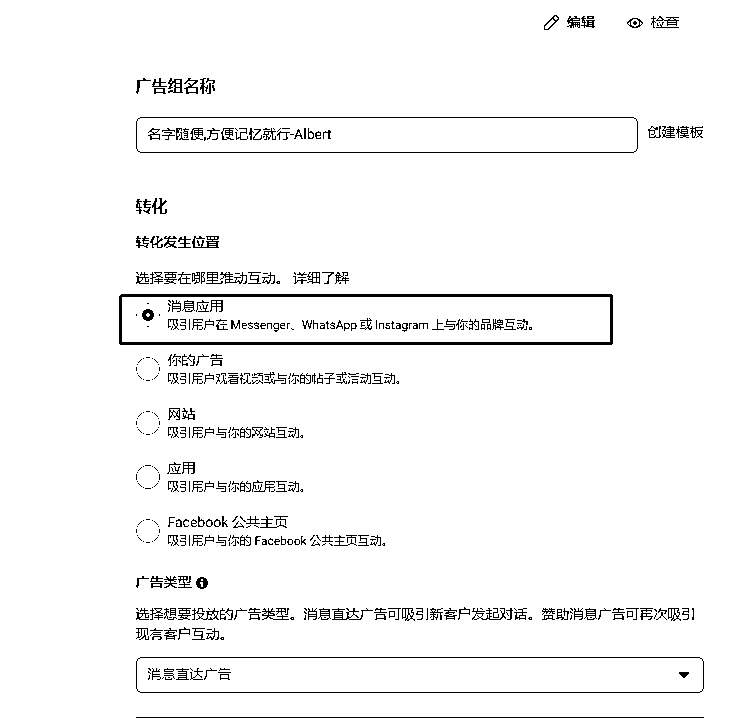 编辑 检查
广告组名称
名字随便,方便记忆就行-Albert 创建模板
转化
转化发生位置
选择要在哪里推动互动。 详细了解
消息应用
吸引用户在 Messenger、WhatsApp 或 Instagram 上与你的品牌互动。
你的广告
吸引用户观看视频或与你的帖子或活动互动。
网站
吸引用户与你的网站互动。
应用
吸引用户与你的应用互动。
Facebook 公共主页
吸引用户与你的 Facebook 公共主页互动。
广告类型
选择想要投放的广告类型。消息直达广告可吸引新客户发起对话。赞助消息广告可再次吸引
现有客户互动。
消息直达广告